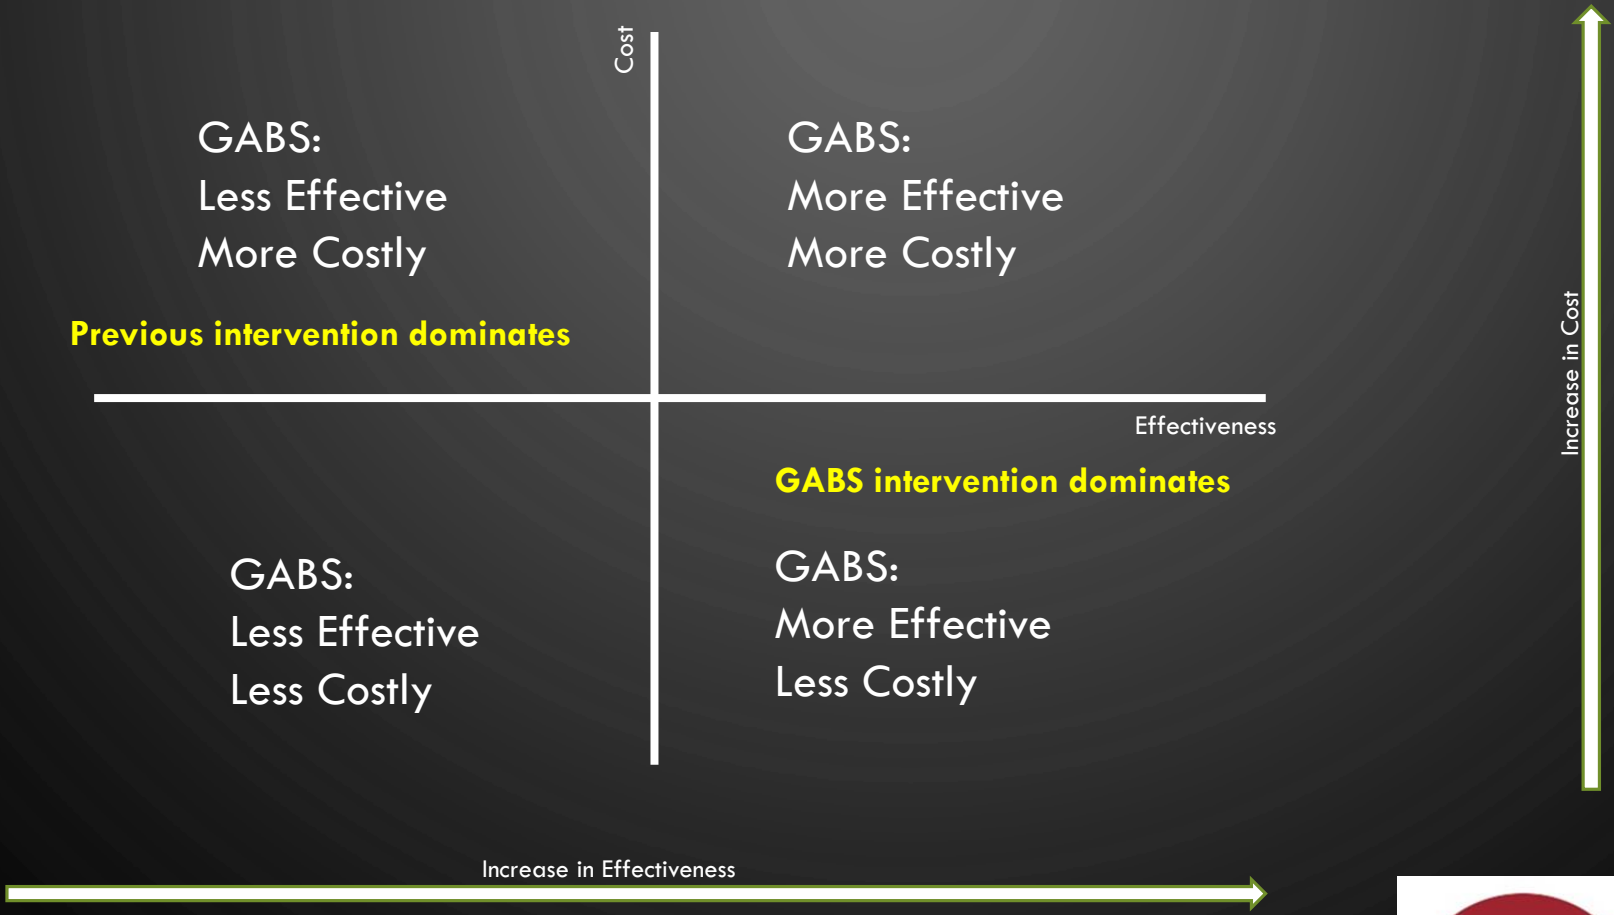 Cost
GABS:
Less Effective
More Costly
GABS:
More Effective
More Costly
Previous intervention dominates
Effectiveness
GABS intervention dominates
GABS:
Less Effective
Less Costly
GABS:
More Effective
Less Costly
Increase in Cost
Increase in Effectiveness